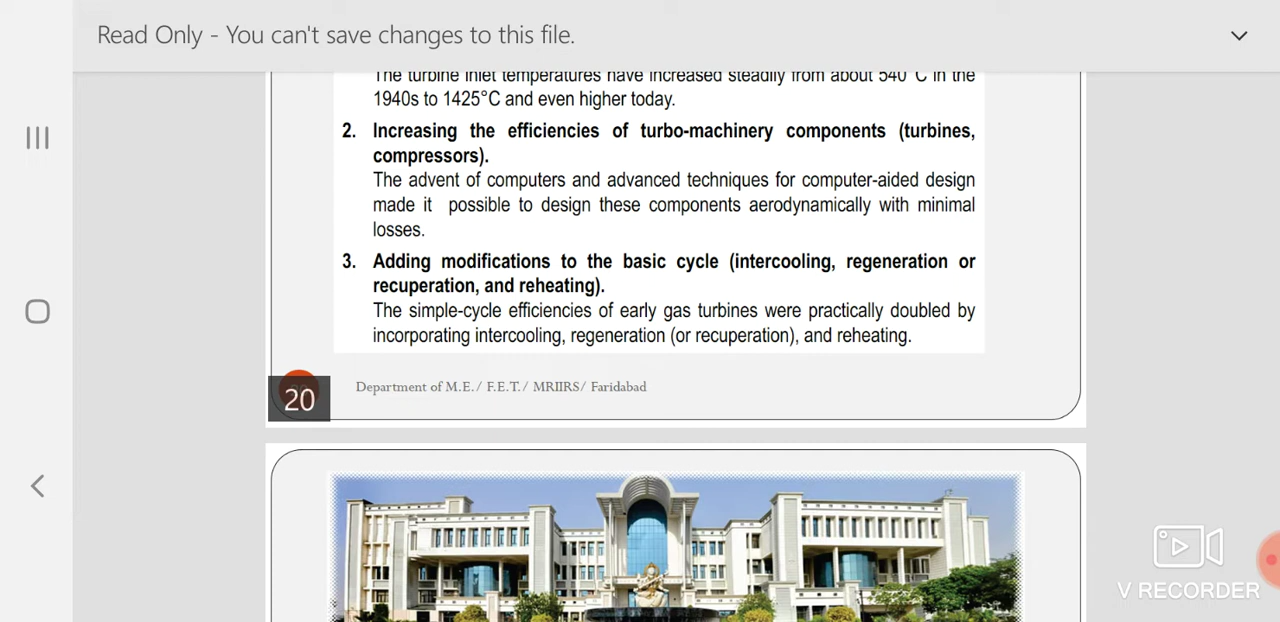 Read Only - You can't save changes to this file.
The turbine inlet temperatures have increased steadily from about 540°C in the
1940s to 1425°C and even higher today.
2. Increasing the efficiencies of turbo-machinery components (turbines,
compressors).
The advent of computers and advanced techniques for computer-aided design
made it possible to design these components aerodynamically with minimal
losses.
3. Adding modifications to the basic cycle (intercooling, regeneration or
recuperation, and reheating).
The simple-cycle efficiencies of early gas turbines were practically doubled by
incorporating intercooling, regeneration (or recuperation), and reheating.
20
Department of M.E./ F.E.T./ MRIIRS/ Faridabad
V RECORDER